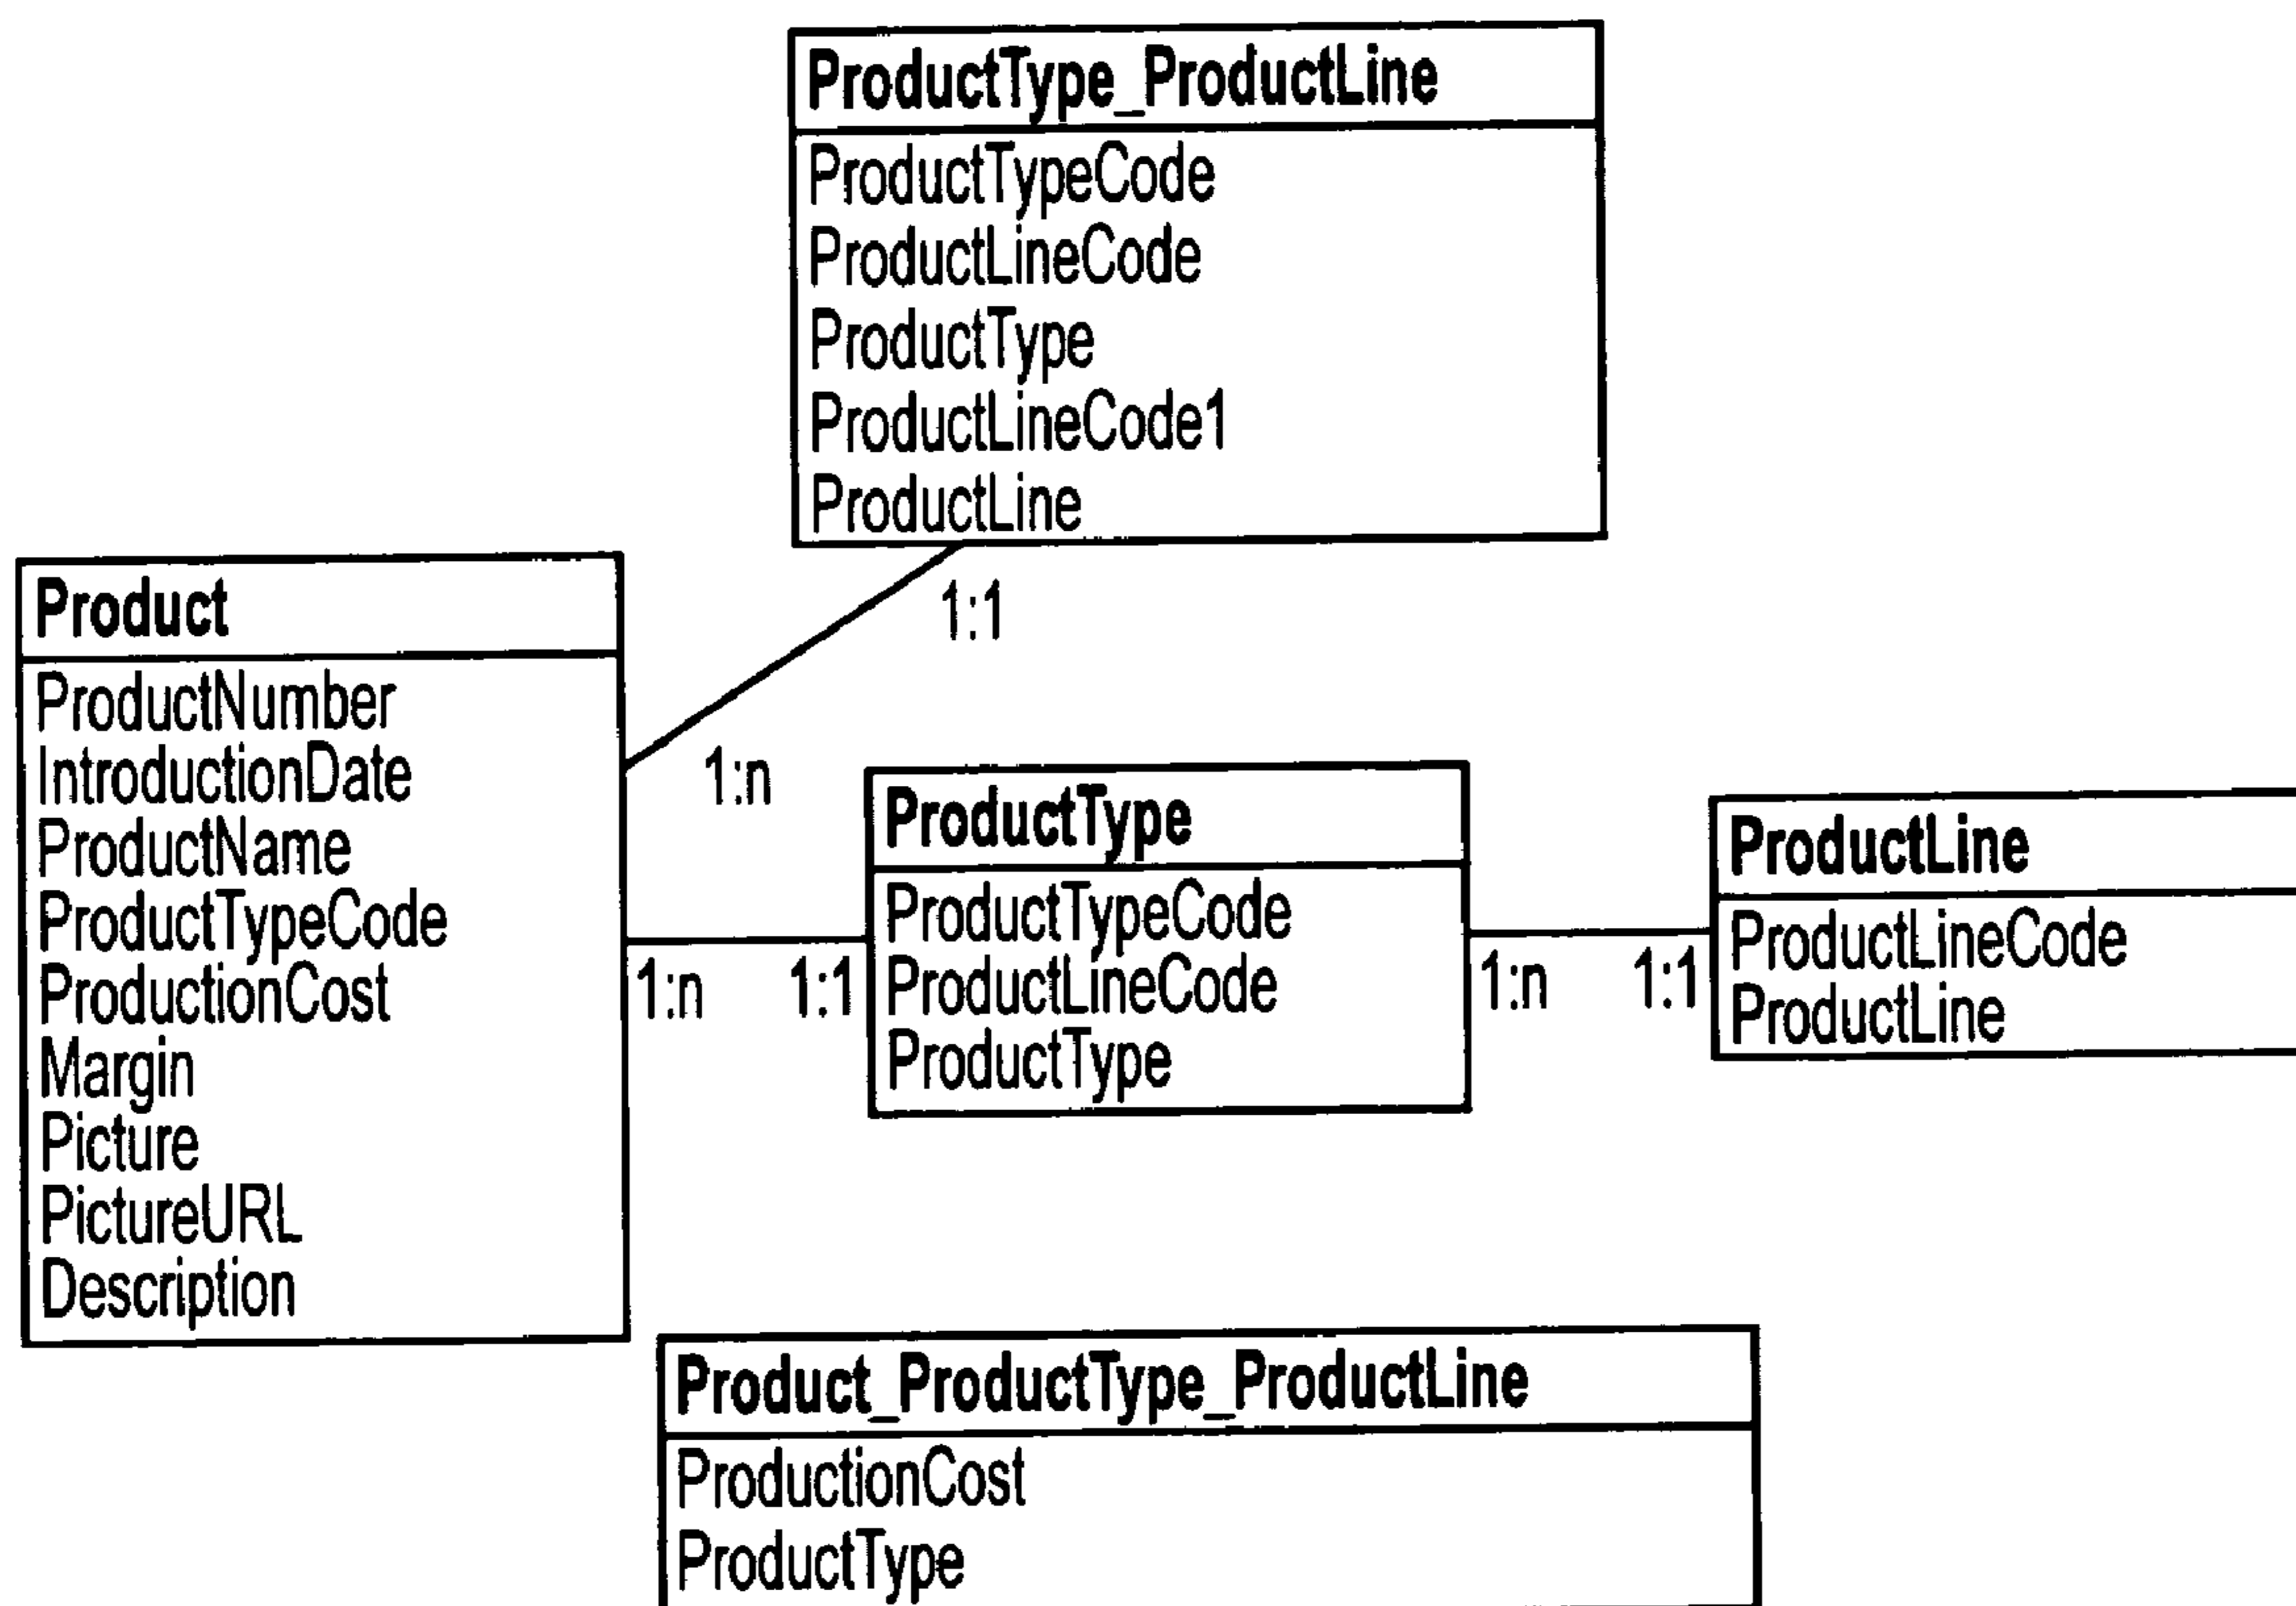 ProductType_ProductLine
ProductTypeCode
ProductLineCode
ProductType
ProductLineCode1
ProductLine
1:1
1:n
Product
ProductNumber
IntroductionDate
ProductName
ProductTypeCode
ProductionCost
Margin
Picture
PictureURL
Description
1:n
1:1
ProductType
ProductTypeCode
ProductLineCode
ProductType
1:n
1:1
ProductLine
ProductLineCode
ProductLine
Product_ProductType_ProductLine
ProductionCost
ProductType